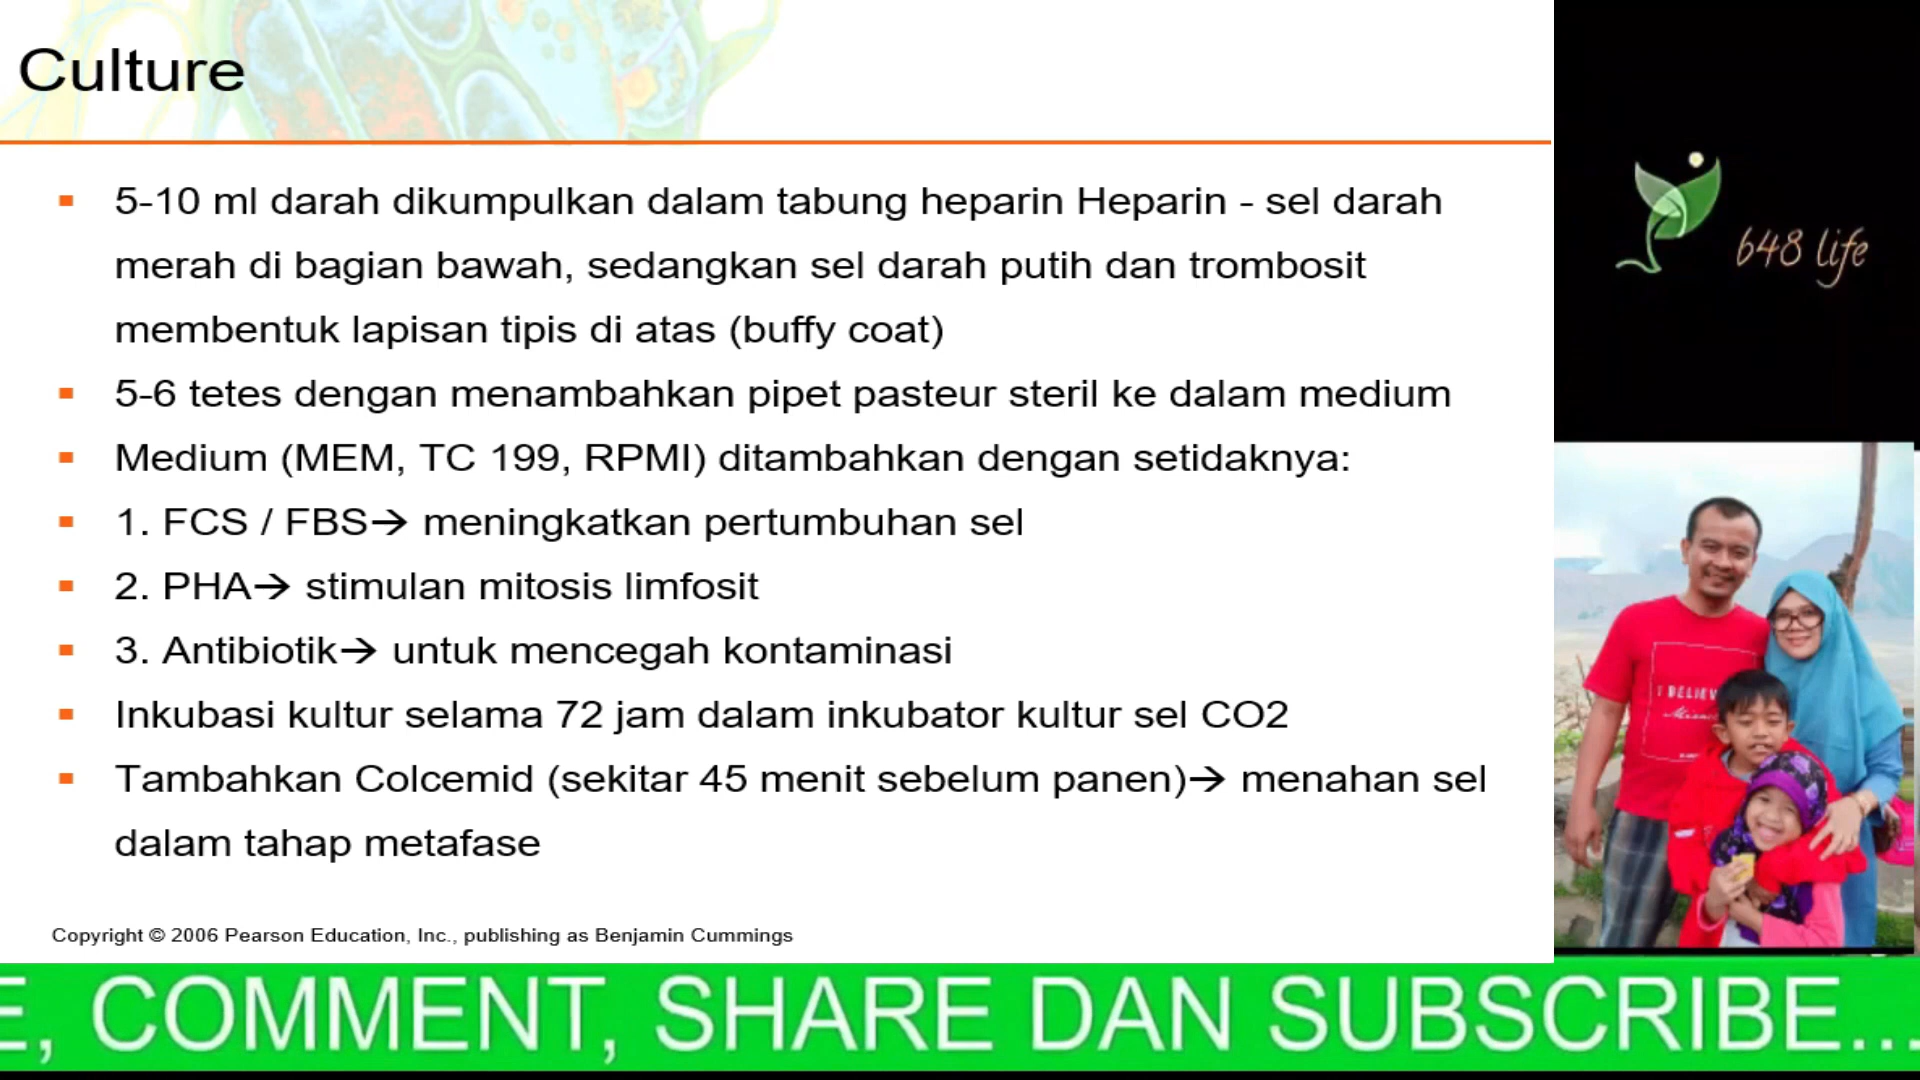 Culture
5-10 ml darah dikumpulkan dalam tabung heparin Heparin - sel darah
merah di bagian bawah, sedangkan sel darah putih dan trombosit
membentuk lapisan tipis di atas (buffy coat)
5-6 tetes dengan menambahkan pipet pasteur steril ke dalam medium
Medium (MEM, TC 199, RPMI) ditambahkan dengan setidaknya:
1. FCS / FBS→ meningkatkan pertumbuhan sel
2. PHA→ stimulan mitosis limfosit
3. Antibiotik→ untuk mencegah kontaminasi
Inkubasi kultur selama 72 jam dalam inkubator kultur sel CO2
Tambahkan Colcemid (sekitar 45 menit sebelum panen)→ menahan sel
dalam tahap metafase
Copyright © 2006 Pearson Education, Inc., publishing as Benjamin Cummings
648 life
E, COMMENT, SHARE DAN SUBSCRIBE...